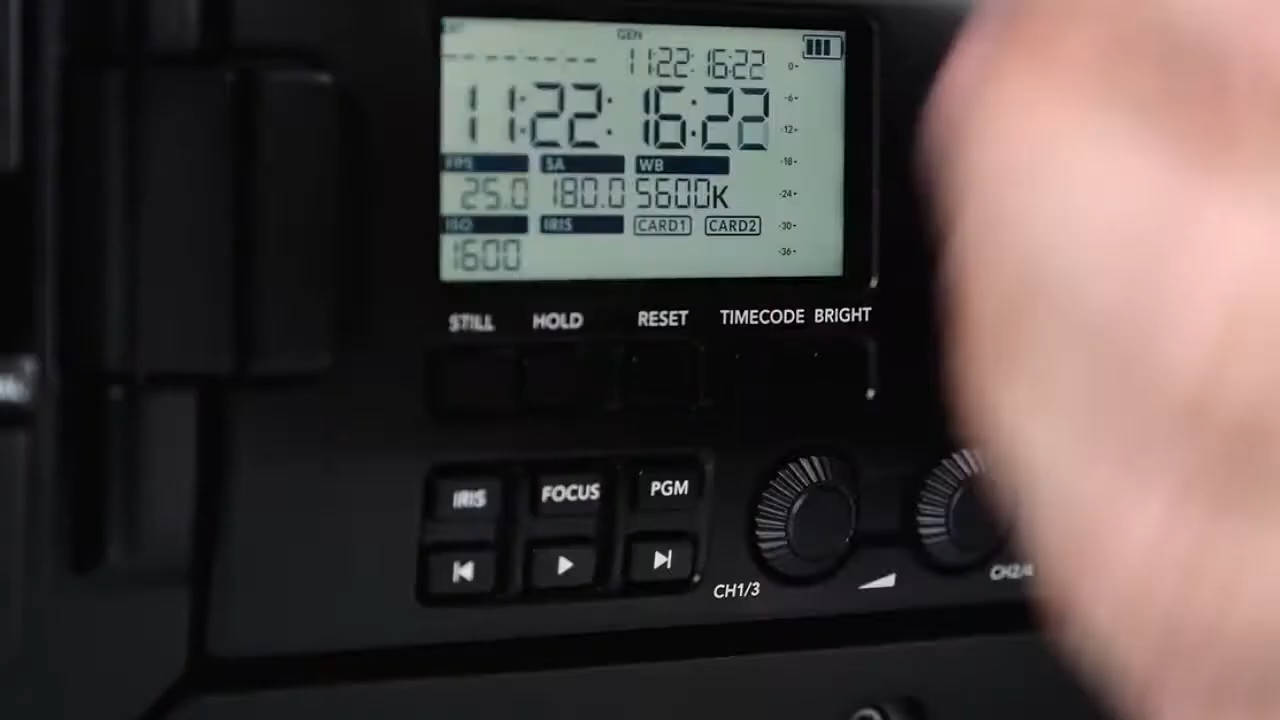 GEN
11:22:16:22
0-
11:22:16:22
-6-
-12-
FPS SA WB
-18-
25.0 180.0 5600K
-24-
ISO IRIS CARD1 CARD2
-30-
1600
-36-
STILL HOLD RESET TIMECODE BRIGHT
IRIS FOCUS PGM
CH1/3 CH2/4